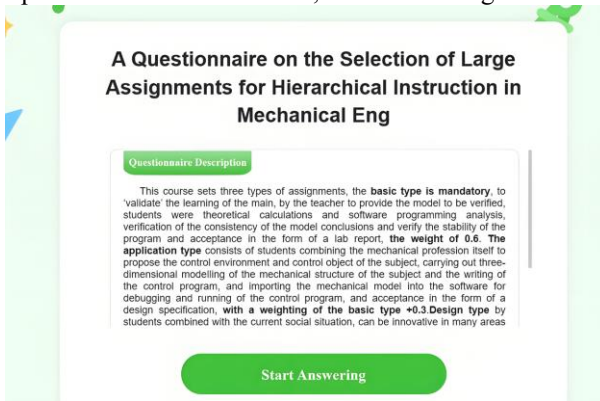 A Questionnaire on the Selection of Large
Assignments for Hierarchical Instruction in
Mechanical Eng
Questionnaire Description
This course sets three types of assignments, the basic type is mandatory, to
'validate' the learning of the main, by the teacher to provide the model to be verified,
students were theoretical calculations and software programming analysis,
verification of the consistency of the model conclusions and verify the stability of the
program and acceptance in the form of a lab report, the weight of 0.6. The
application type consists of students combining the mechanical profession itself to
propose the control environment and control object of the subject, carrying out three-
dimensional modelling of the mechanical structure of the subject and the writing of
the control program, and importing the mechanical model into the software for
debugging and running of the control program, and acceptance in the form of a
design specification, with a weighting of the basic type +0.3.Design type by
students combined with the current social situation, can be innovative in many areas
Start Answering